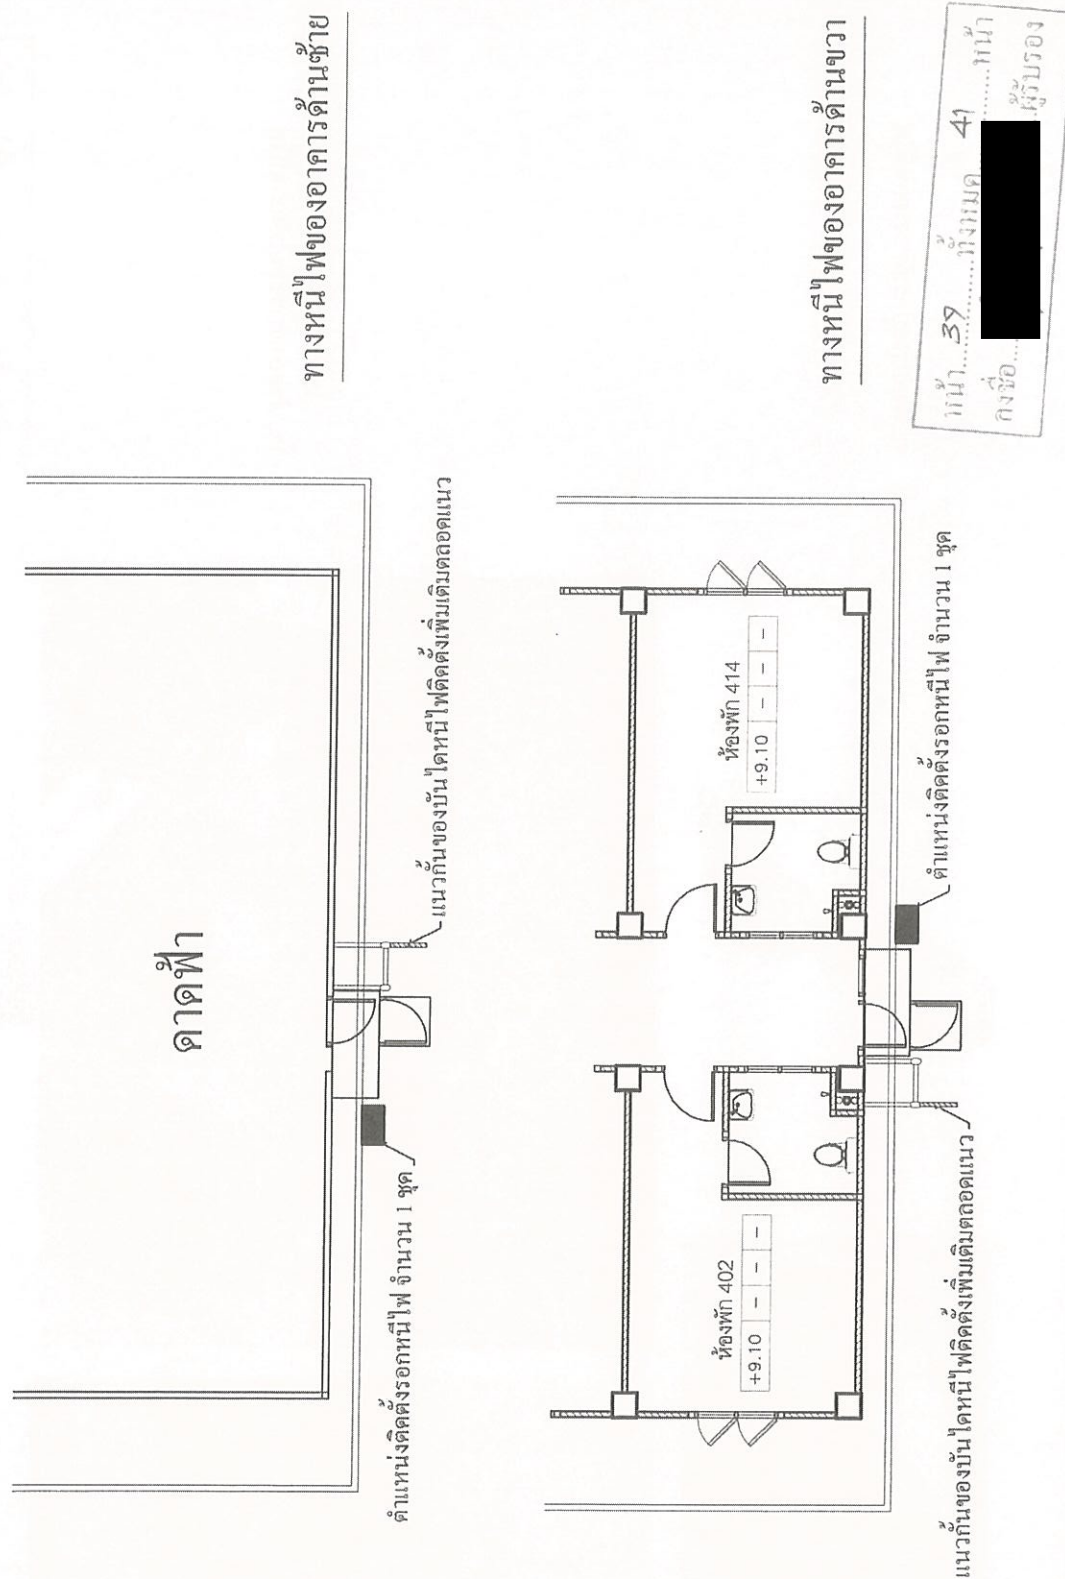 ดาดฟ้า
ตำแหน่งติดตั้งรอกหนีไฟ จำนวน 1 ชุด
แนวกั้นของบันไดหนีไฟติดตั้งเพิ่มเติมตลอดแนว
ทางหนีไฟของอาคารด้านซ้าย
ห้องพัก 402
+9.10 - - -
ห้องพัก 414
+9.10 - - -
แนวกั้นของบันไดหนีไฟติดตั้งเพิ่มเติมตลอดแนว
ตำแหน่งติดตั้งรอกหนีไฟ จำนวน 1 ชุด
ทางหนีไฟของอาคารด้านขวา
หน้า....39........ทั้งหมด....41........หน้า
ลงชื่อ.... ผู้รับรอง